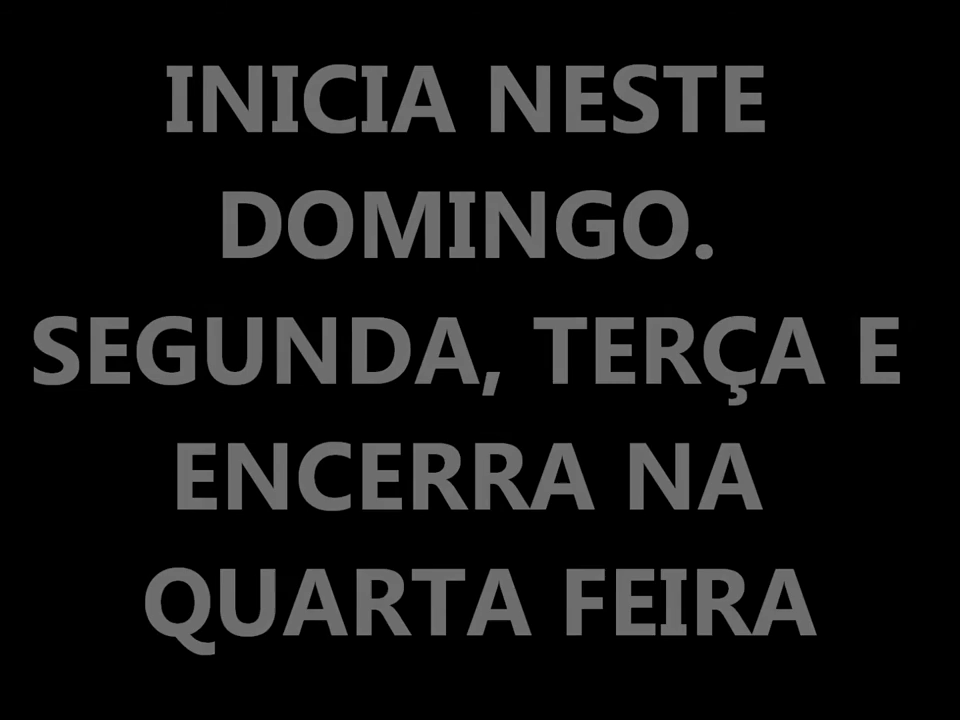 INICIA NESTE
DOMINGO.
SEGUNDA, TERÇA E
ENCERRA NA
QUARTA FEIRA